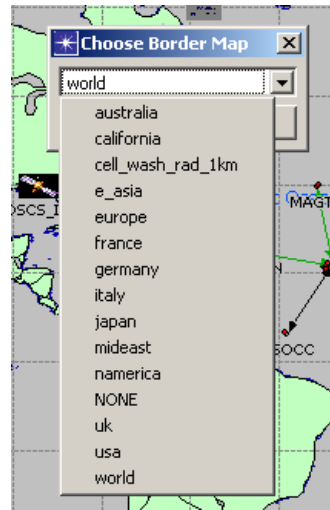 Choose Border Map
world
australia
california
cell_wash_rad_1km
e_asia
europe
france
germany
italy
japan
mideast
namerica
NONE
uk
usa
world
MAGT
SOCC